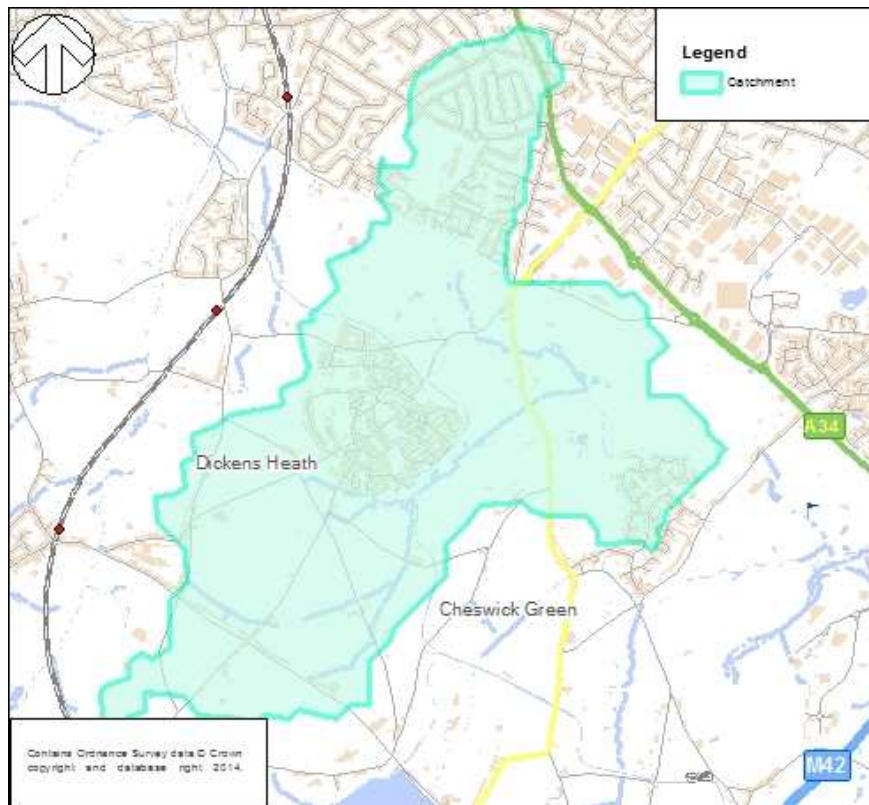 Legend
Catchment
A34
Dickens Heath
Cheswick Green
Contains Ordnance Survey data © Crown
copyright and database right 2014.
M42